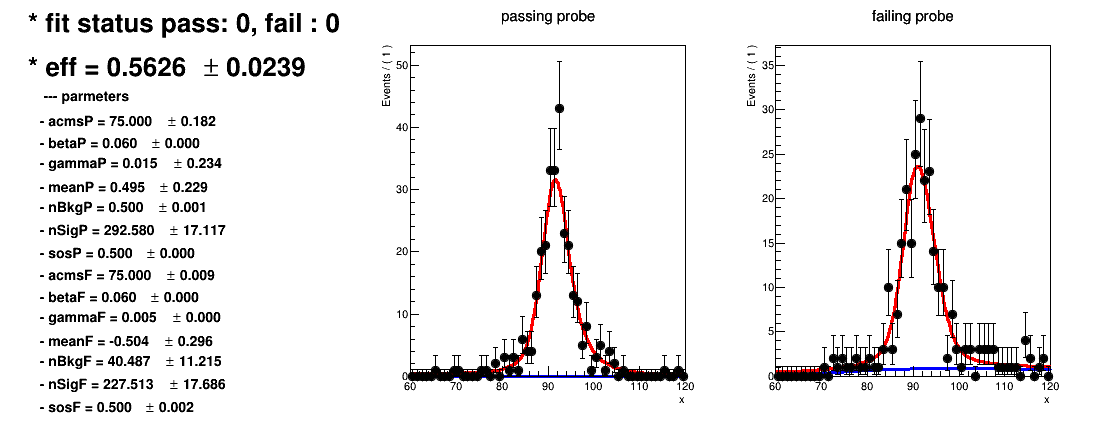 * fit status pass: 0, fail : 0
* eff = 0.5626 ± 0.0239
--- parmeters
- acmsP = 75.000 ± 0.182
- betaP = 0.060 ± 0.000
- gammaP = 0.015 ± 0.234
- meanP = 0.495 ± 0.229
- nBkgP = 0.500 ± 0.001
- nSigP = 292.580 ± 17.117
- sosP = 0.500 ± 0.000
- acmsF = 75.000 ± 0.009
- betaF = 0.060 ± 0.000
- gammaF = 0.005 ± 0.000
- meanF = -0.504 ± 0.296
- nBkgF = 40.487 ± 11.215
- nSigF = 227.513 ± 17.686
- sosF = 0.500 ± 0.002
passing probe
Events / ( 1 )
50
40
30
20
10
0
60 70 80 90 100 110 120
x
failing probe
Events / ( 1 )
35
30
25
20
15
10
5
0
60 70 80 90 100 110 120
x